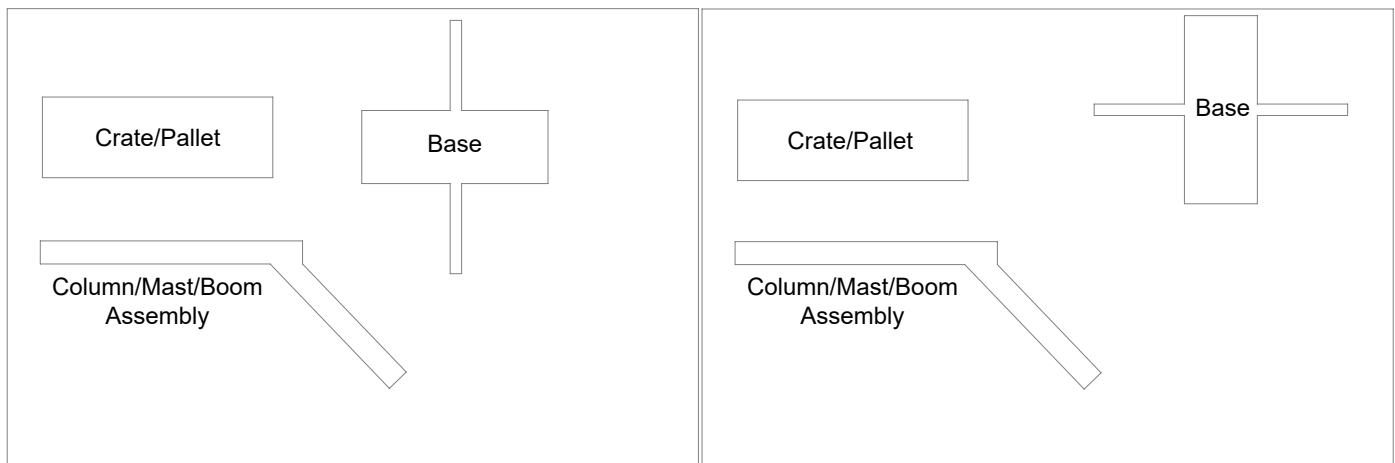 Crate/Pallet
Base
Column/Mast/Boom
Assembly
Crate/Pallet
Base
Column/Mast/Boom
Assembly